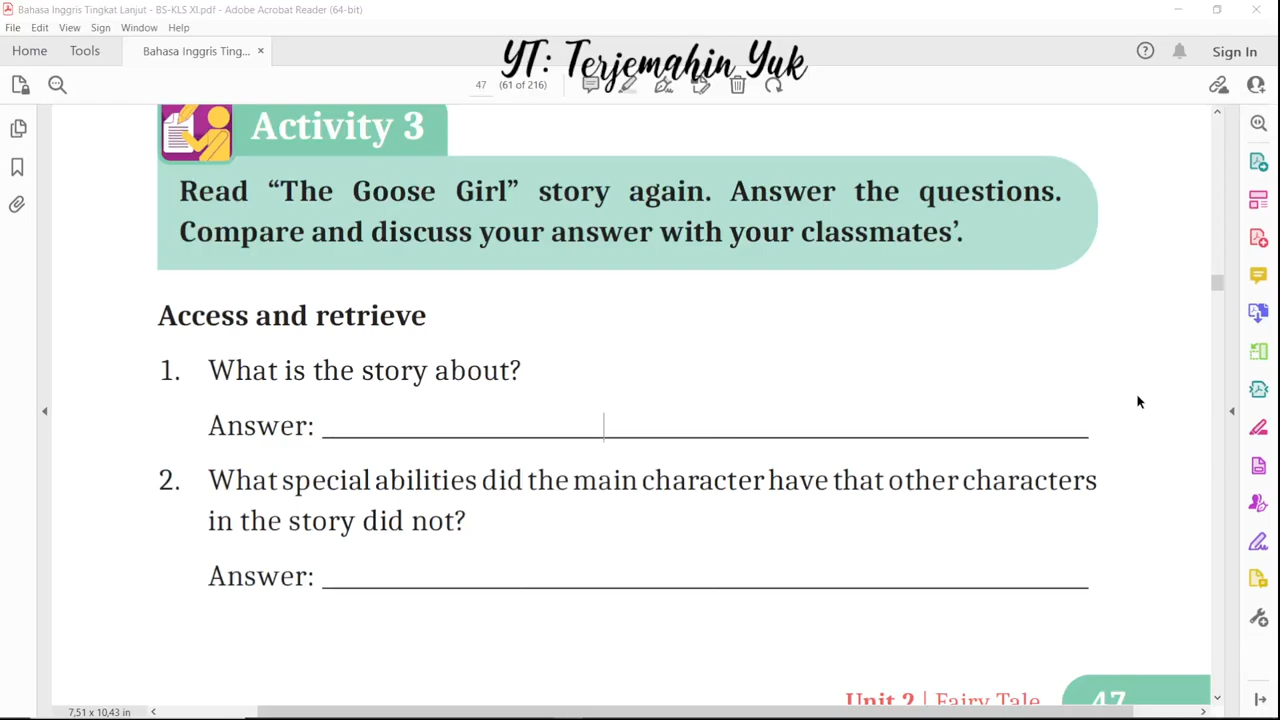 Bahasa Inggris Tingkat Lanjut - BS-KLS XI.pdf - Adobe Acrobat Reader (64-bit)
File Edit View Sign Window Help
Home Tools Bahasa Inggris Ting... × Sign In
YT: Terjemahin Yuk
47 (61 of 216)
Activity 3
Read “The Goose Girl” story again. Answer the questions.
Compare and discuss your answer with your classmates’.
Access and retrieve
1. What is the story about?
Answer:
2. What special abilities did the main character have that other characters
in the story did not?
Answer:
Unit 2 | Fairy Tale 47
7,51 x 10,43 in